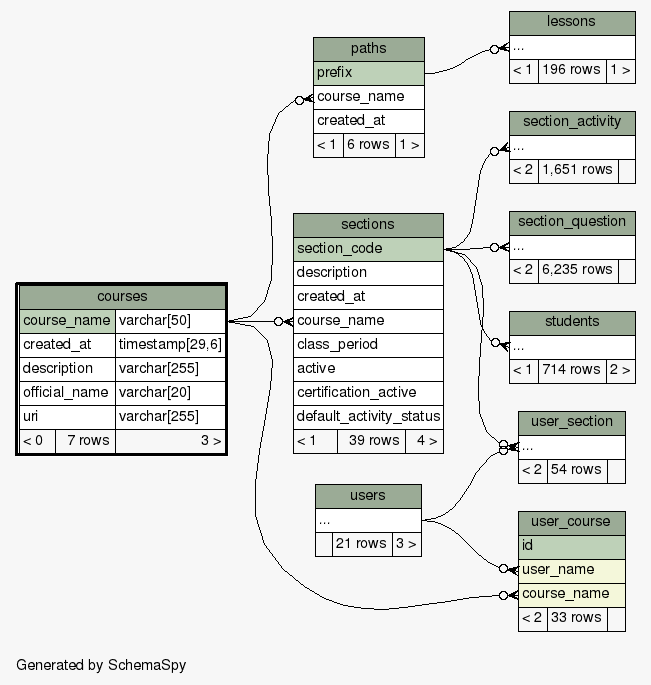 lessons
...
< 1 196 rows 1 >
paths
prefix
course_name
created_at
< 1 6 rows 1 >
section_activity
...
< 2 1,651 rows
section_question
...
< 2 6,235 rows
sections
section_code
description
created_at
course_name
class_period
active
certification_active
default_activity_status
< 1 39 rows 4 >
courses
course_name varchar[50]
created_at timestamp[29,6]
description varchar[255]
official_name varchar[20]
uri varchar[255]
< 0 7 rows 3 >
students
...
< 1 714 rows 2 >
user_section
...
< 2 54 rows
users
...
21 rows 3 >
user_course
id
user_name
course_name
< 2 33 rows
Generated by SchemaSpy